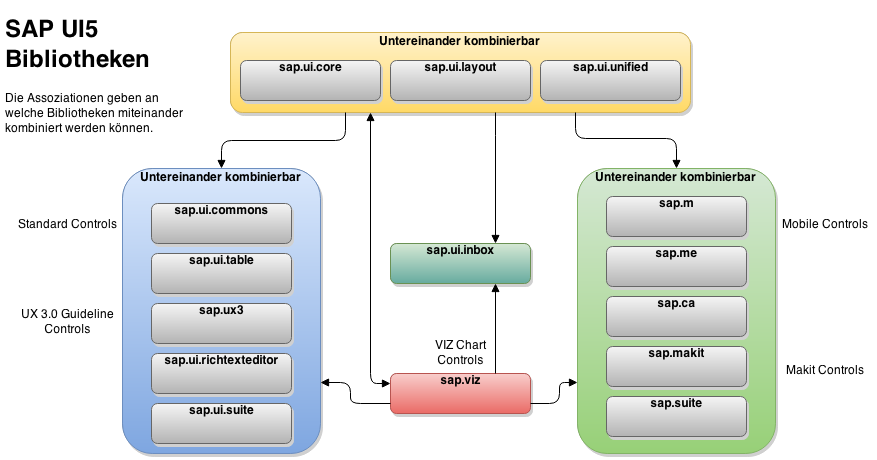 SAP UI5
Bibliotheken
Die Assoziationen geben an
welche Bibliotheken miteinander
kombiniert werden können.
Untereinander kombinierbar
sap.ui.core
sap.ui.layout
sap.ui.unified
Untereinander kombinierbar
Standard Controls
sap.ui.commons
sap.ui.table
UX 3.0 Guideline
Controls
sap.ux3
sap.ui.richtexteditor
sap.ui.suite
sap.ui.inbox
VIZ Chart
Controls
sap.viz
Untereinander kombinierbar
sap.m
Mobile Controls
sap.me
sap.ca
sap.makit
Makit Controls
sap.suite